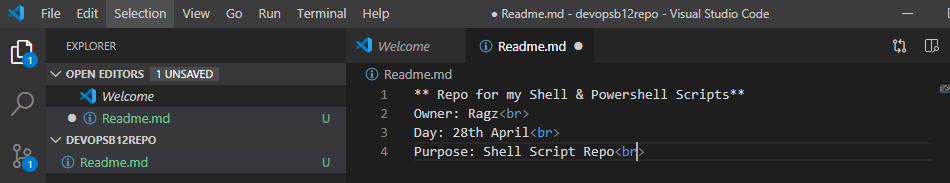 File Edit Selection View Go Run Terminal Help ● Readme.md - devopsb12repo - Visual Studio Code
EXPLORER
Welcome
Readme.md ●
OPEN EDITORS 1 UNSAVED
Readme.md
Welcome
1 ** Repo for my Shell & Powershell Scripts**
● Readme.md U
2 Owner: Ragz<br>
DEVOPSB12REPO
3 Day: 28th April<br>
Readme.md U
4 Purpose: Shell Script Repo<br>
1
1